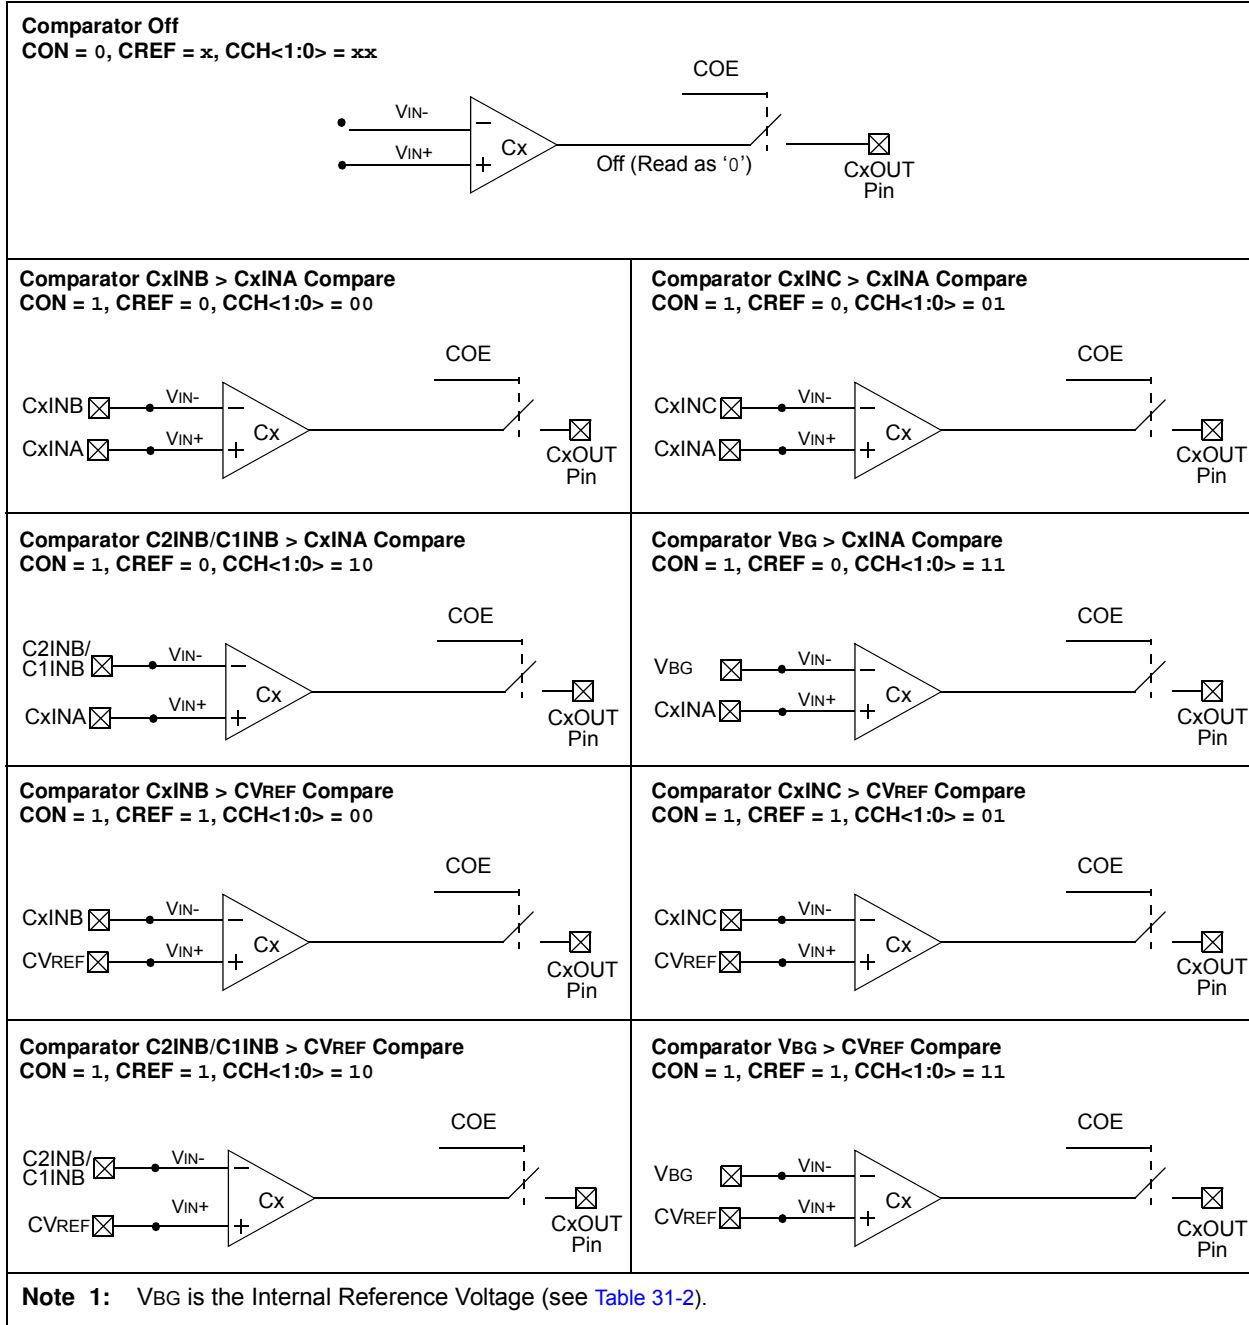 Comparator Off
CON = 0, CREF = x, CCH<1:0> = xx
COE
VIN-
VIN+
–
+
Cx
Off (Read as ‘0’)
CxOUT
Pin
Comparator CxINB > CxINA Compare
CON = 1, CREF = 0, CCH<1:0> = 00
COE
CxINB
VIN-
–
CxINA
VIN+
+
Cx
CxOUT
Pin
Comparator CxINC > CxINA Compare
CON = 1, CREF = 0, CCH<1:0> = 01
COE
CxINC
VIN-
–
CxINA
VIN+
+
Cx
CxOUT
Pin
Comparator C2INB/C1INB > CxINA Compare
CON = 1, CREF = 0, CCH<1:0> = 10
COE
C2INB/
C1INB
VIN-
–
CxINA
VIN+
+
Cx
CxOUT
Pin
Comparator VBG > CxINA Compare
CON = 1, CREF = 0, CCH<1:0> = 11
COE
VBG
VIN-
–
CxINA
VIN+
+
Cx
CxOUT
Pin
Comparator CxINB > CVREF Compare
CON = 1, CREF = 1, CCH<1:0> = 00
COE
CxINB
VIN-
–
CVREF
VIN+
+
Cx
CxOUT
Pin
Comparator CxINC > CVREF Compare
CON = 1, CREF = 1, CCH<1:0> = 01
COE
CxINC
VIN-
–
CVREF
VIN+
+
Cx
CxOUT
Pin
Comparator C2INB/C1INB > CVREF Compare
CON = 1, CREF = 1, CCH<1:0> = 10
COE
C2INB/
C1INB
VIN-
–
CVREF
VIN+
+
Cx
CxOUT
Pin
Comparator VBG > CVREF Compare
CON = 1, CREF = 1, CCH<1:0> = 11
COE
VBG
VIN-
–
CVREF
VIN+
+
Cx
CxOUT
Pin
Note 1: VBG is the Internal Reference Voltage (see Table 31-2).